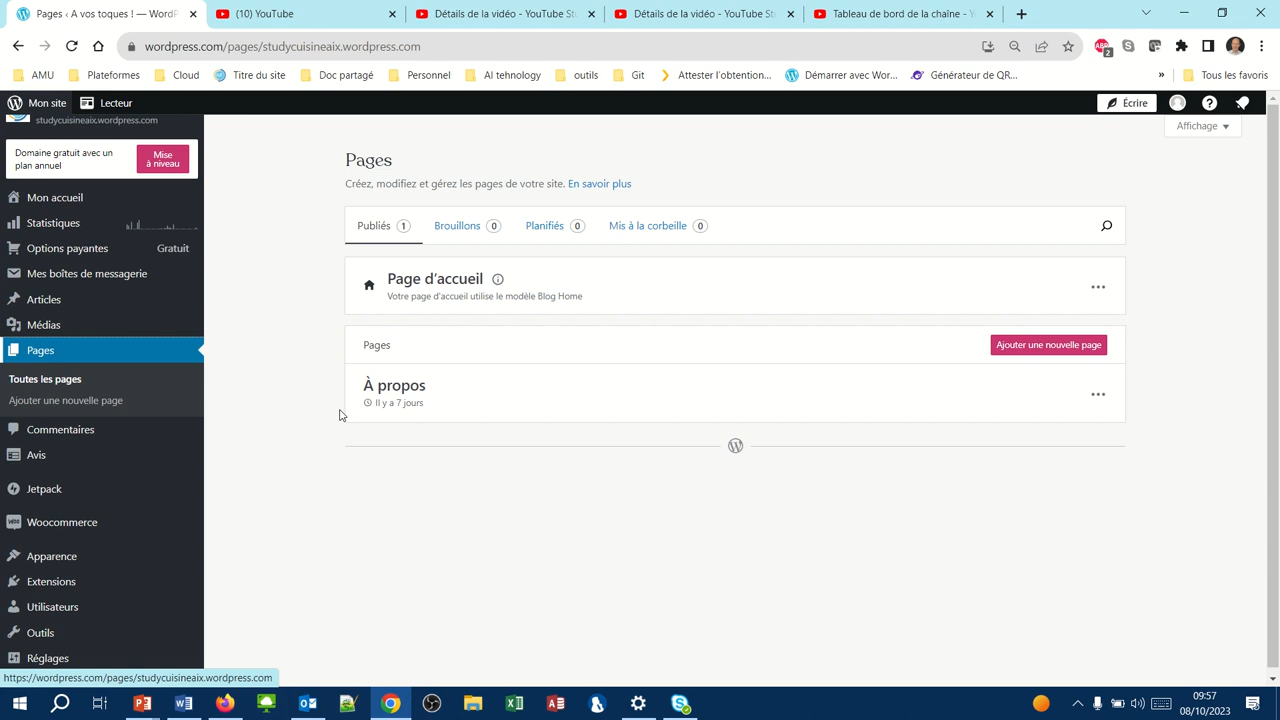 Pages : A vos toques ! — WordP
(10) YouTube
Détails de la vidéo - YouTube St
Détails de la vidéo - YouTube St
Tableau de bord de la chaîne - Y
wordpress.com/pages/studycuisineaix.wordpress.com
ABP
2
AMU
Plateformes
Cloud
Titre du site
Doc partagé
Personnel
AI tehnology
outils
Git
Attester l'obtention...
Démarrer avec Wor...
Générateur de QR...
»
Tous les favoris
Mon site
Lecteur
Écrire
studycuisineaix.wordpress.com
Affichage
Domaine gratuit avec un
plan annuel
Mise
à niveau
Mon accueil
Statistiques
Options payantes
Gratuit
Mes boîtes de messagerie
Articles
Médias
Pages
Toutes les pages
Ajouter une nouvelle page
Commentaires
Avis
Jetpack
Woocommerce
Apparence
Extensions
Utilisateurs
Outils
Réglages
Pages
Créez, modifiez et gérez les pages de votre site. En savoir plus
Publiés 1
Brouillons 0
Planifiés 0
Mis à la corbeille 0
Page d'accueil
Votre page d'accueil utilise le modèle Blog Home
Pages
Ajouter une nouvelle page
À propos
Il y a 7 jours
https://wordpress.com/pages/studycuisineaix.wordpress.com
09:57
08/10/2023